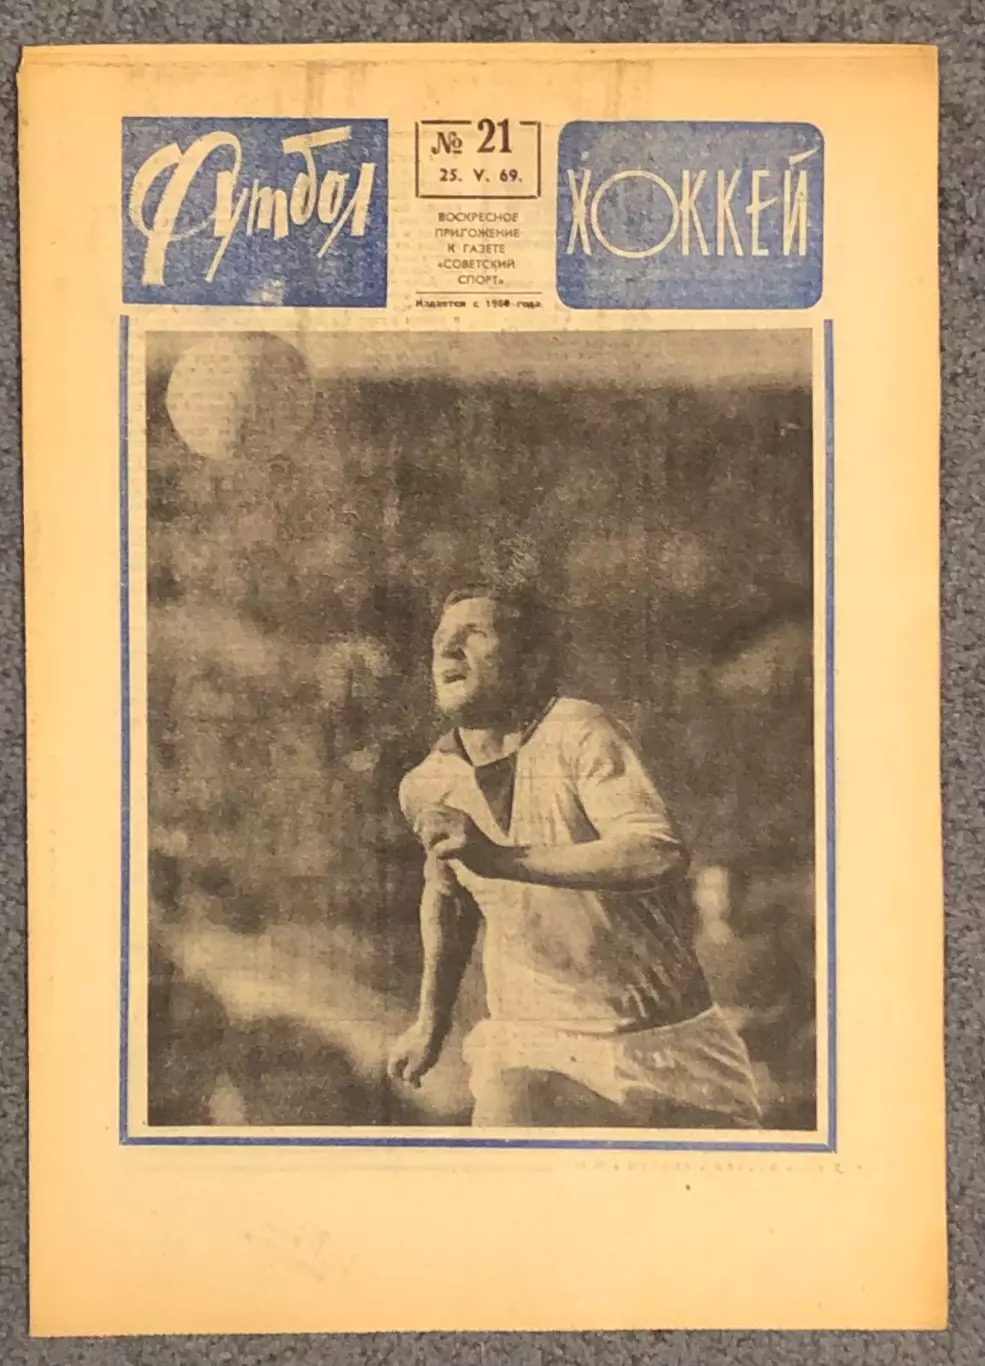 Футбол
№ 21
25. V. 69.
ВОСКРЕСНОЕ
ПРИЛОЖЕНИЕ
К ГАЗЕТЕ
«СОВЕТСКИЙ
СПОРТ»
Издается с 1960 года
ХОККЕЙ